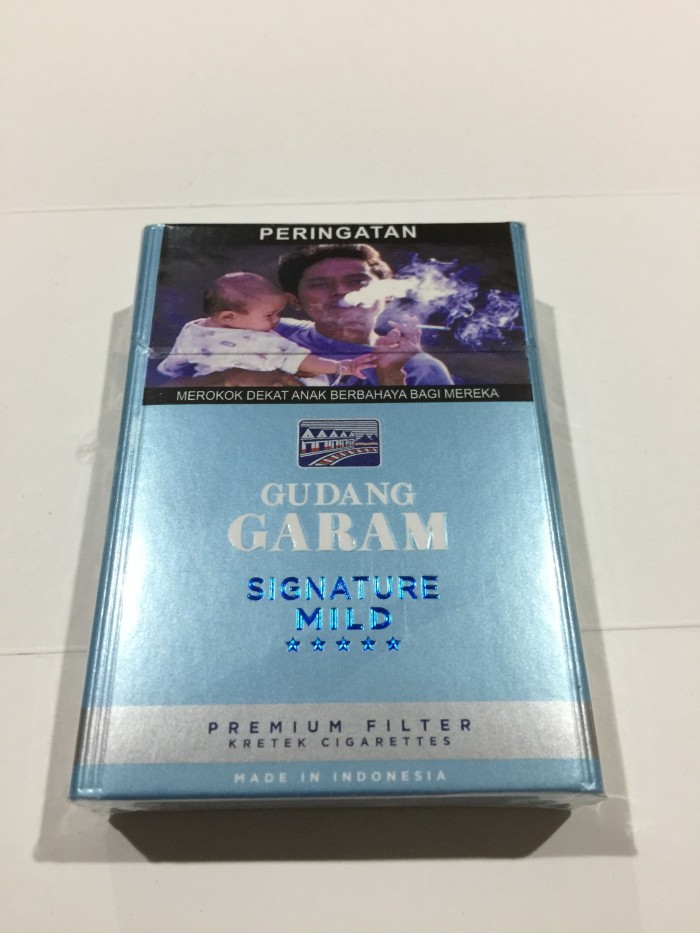 PERINGATAN
MEROKOK DEKAT ANAK BERBAHAYA BAGI MEREKA
GUDANG
GARAM
SIGNATURE
MILD
PREMIUM FILTER
KRETEK CIGARETTES
MADE IN INDONESIA